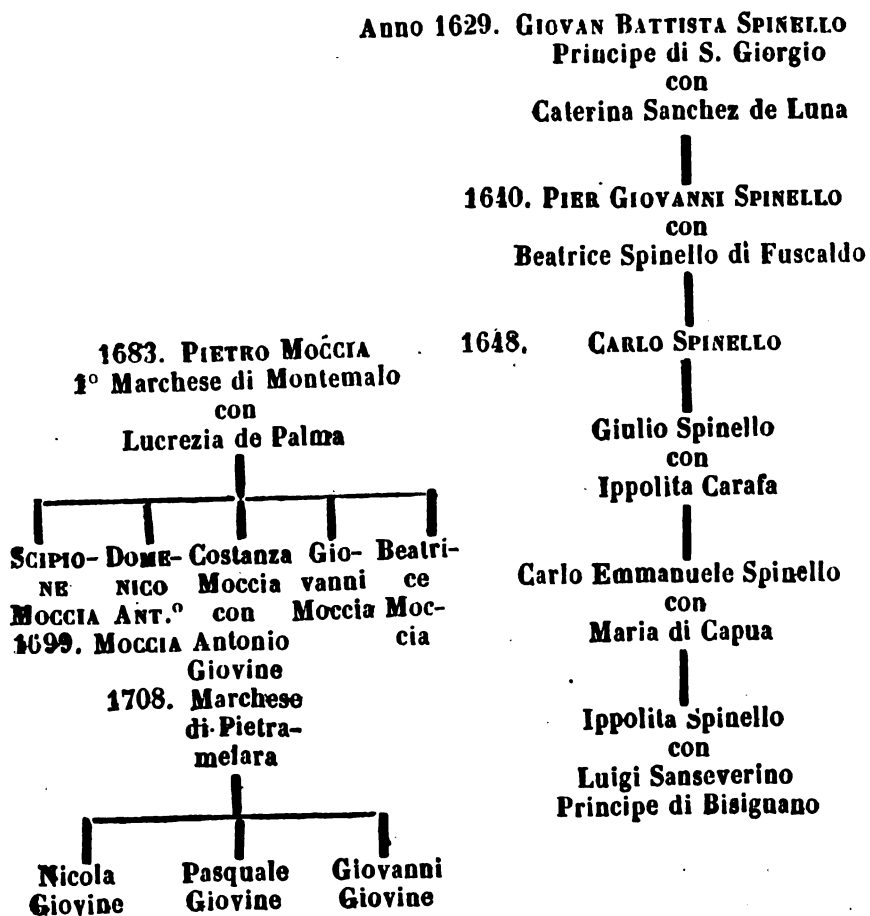 Anno 1629. GIOVAN BATTISTA SPINELLO
Principe di S. Giorgio
con
Caterina Sanchez de Luna
1640. PIER GIOVANNI SPINELLO
con
Beatrice Spinello di Fuscaldo
1648. CARLO SPINELLO
Giulio Spinello
con
Ippolita Carafa
Carlo Emmanuele Spinello
con
Maria di Capua
Ippolita Spinello
con
Luigi Sanseverino
Principe di Bisignano
1683. PIETRO MOCCIA
1º Marchese di Montemalo
con
Lucrezia de Palma
SCIPIO- DOME- Costanza Gio- Beatri-
NE NICO Moccia vanni ce
MOCCIA ANT.º con Moccia Moc-
1699. MOCCIA Antonio cia
Giovine
1708. Marchese
di Pietra-
melara
Nicola Pasquale Giovanni
Giovine Giovine Giovine